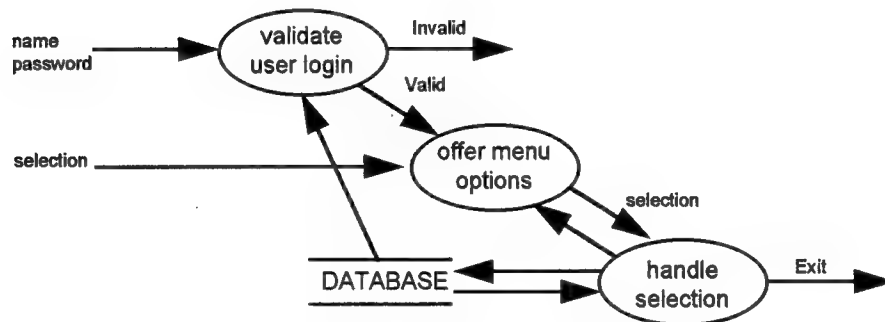 name
password
validate
user login
Invalid
Valid
selection
offer menu
options
selection
DATABASE
handle
selection
Exit